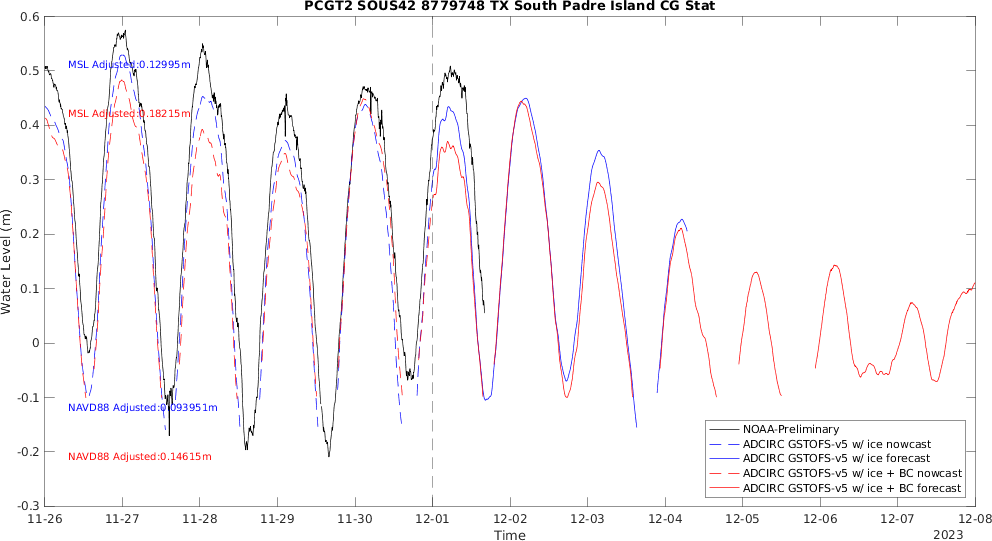 PCGT2 SOUS42 8779748 TX South Padre Island CG Stat
0.6
0.5
0.4
0.3
0.2
0.1
0
-0.1
-0.2
-0.3
Water Level (m)
MSL Adjusted:0.12995m
MSL Adjusted:0.18215m
NAVD88 Adjusted:0.093951m
NAVD88 Adjusted:0.14615m
NOAA-Preliminary
ADCIRC GSTOFS-v5 w/ ice nowcast
ADCIRC GSTOFS-v5 w/ ice forecast
ADCIRC GSTOFS-v5 w/ ice + BC nowcast
ADCIRC GSTOFS-v5 w/ ice + BC forecast
11-26 11-27 11-28 11-29 11-30 12-01 12-02 12-03 12-04 12-05 12-06 12-07 12-08
Time
2023